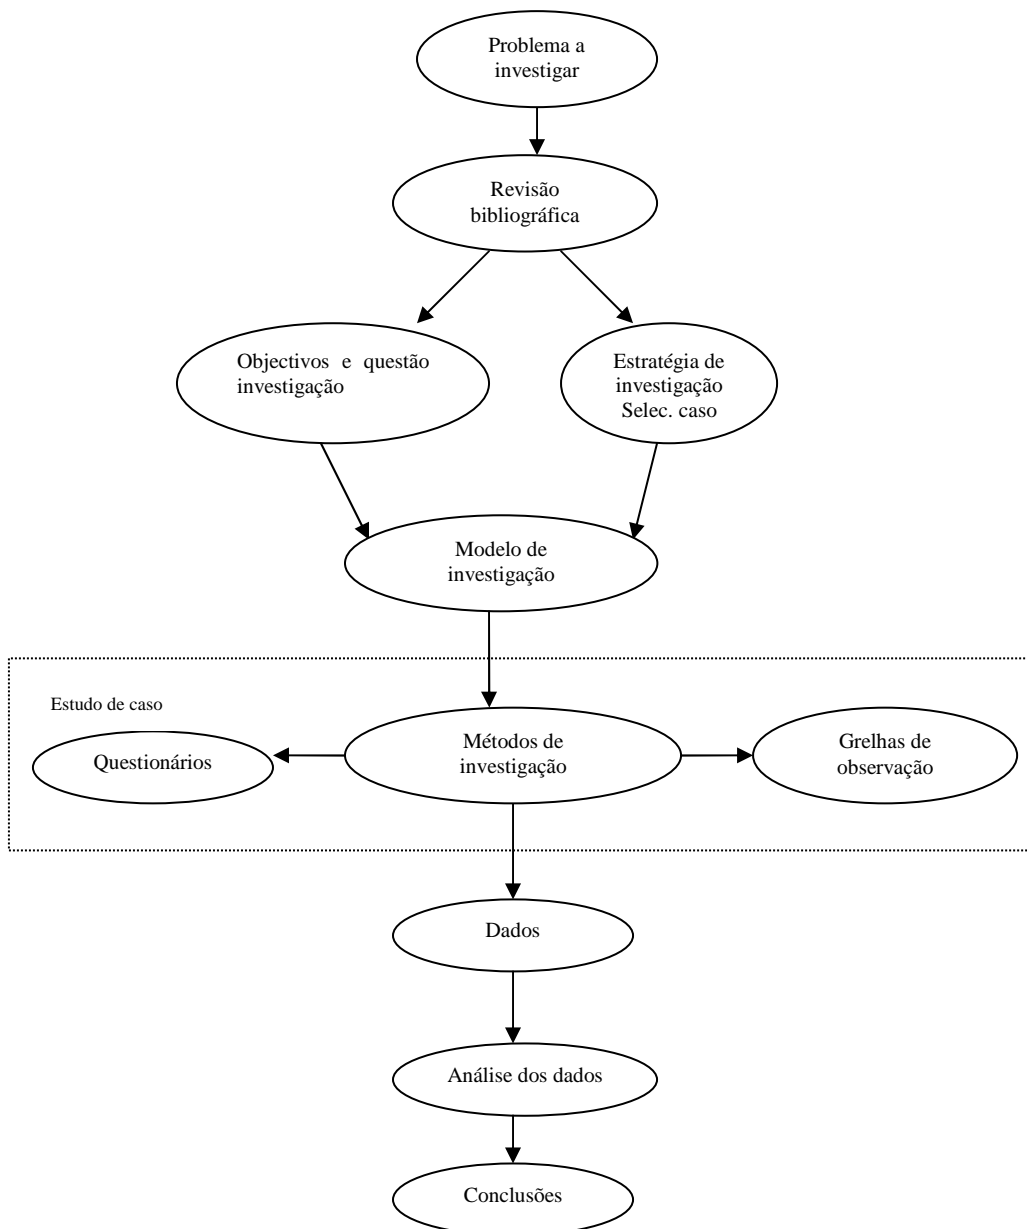 Problema a
investigar
Revisão
bibliográfica
Objectivos e questão
investigação
Estratégia de
investigação
Selec. caso
Modelo de
investigação
Estudo de caso
Questionários
Métodos de
investigação
Grelhas de
observação
Dados
Análise dos dados
Conclusões